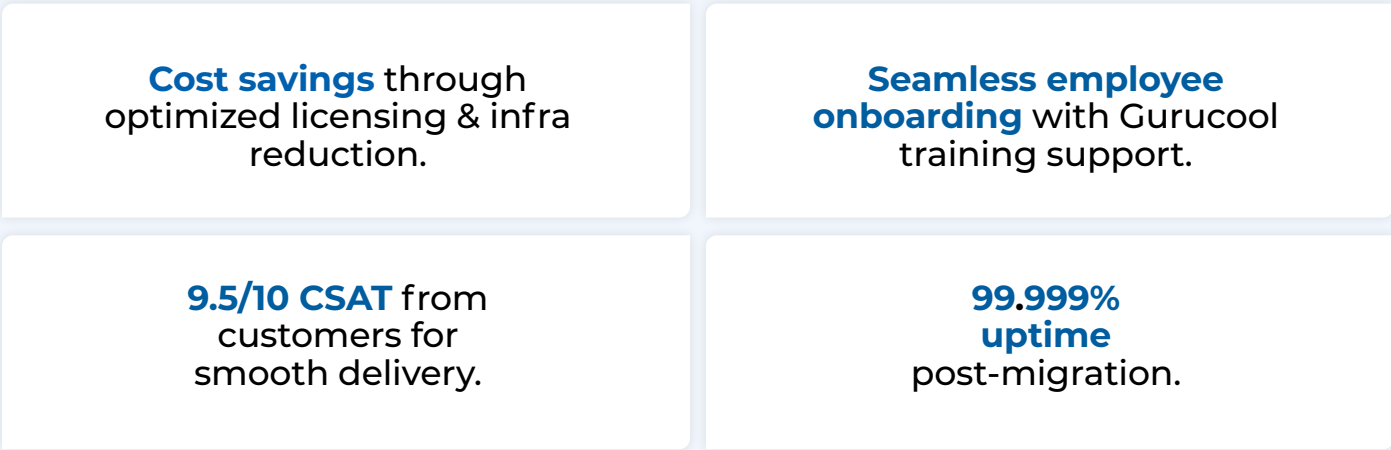 Cost savings through
optimized licensing & infra
reduction.
Seamless employee
onboarding with Gurucool
training support.
9.5/10 CSAT from
customers for
smooth delivery.
99.999%
uptime
post-migration.